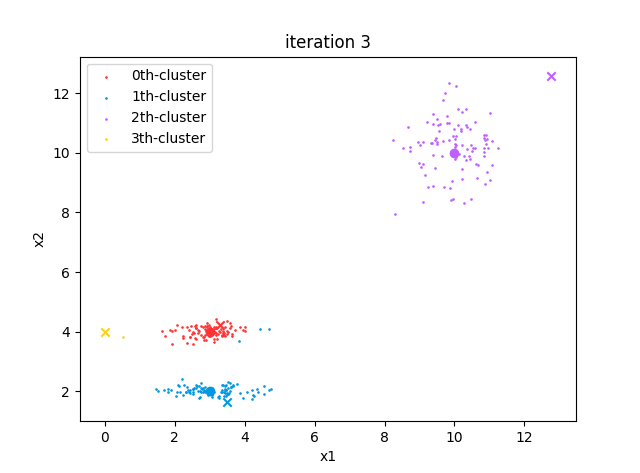 iteration 3
0th-cluster
1th-cluster
2th-cluster
3th-cluster
12
10
8
6
4
2
x2
0
2
4
6
8
10
12
x1